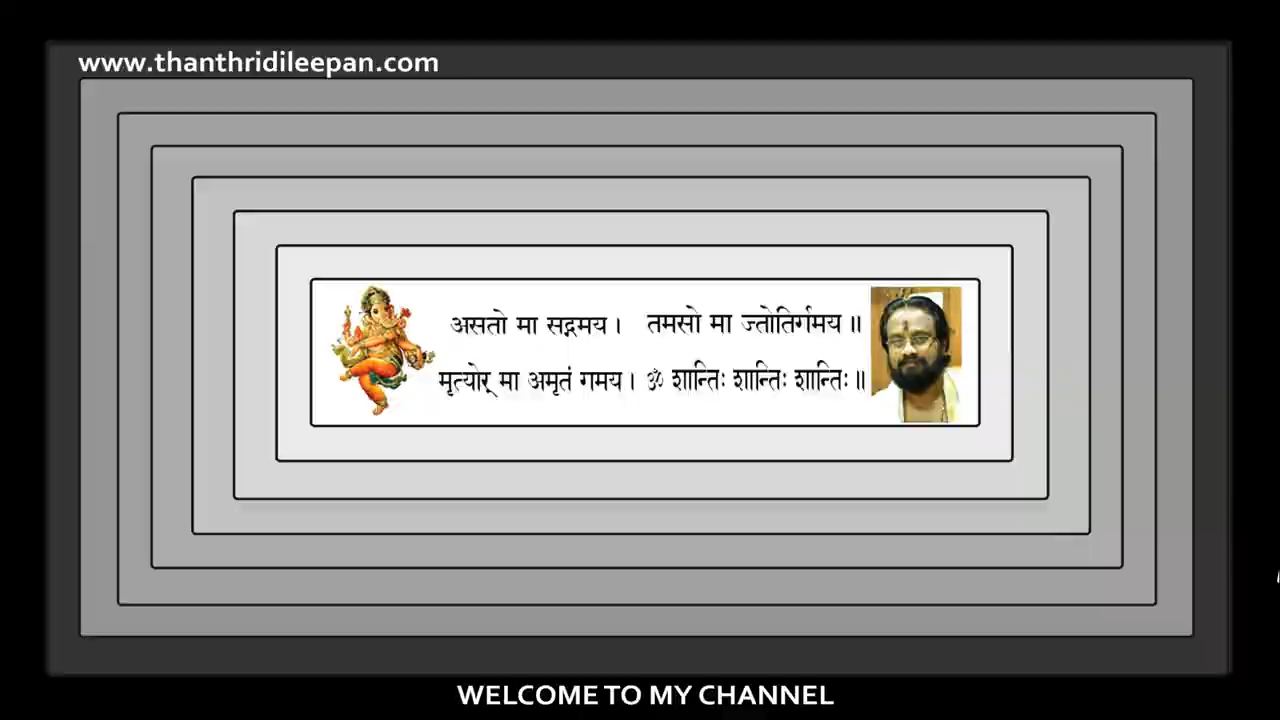 www.thanthridileepan.com
असतो मा सद्गमय। तमसो मा ज्तोतिर्गमय॥
मृत्योर् मा अमृतं गमय। ॐ शान्तिः शान्तिः शान्तिः॥
WELCOME TO MY CHANNEL